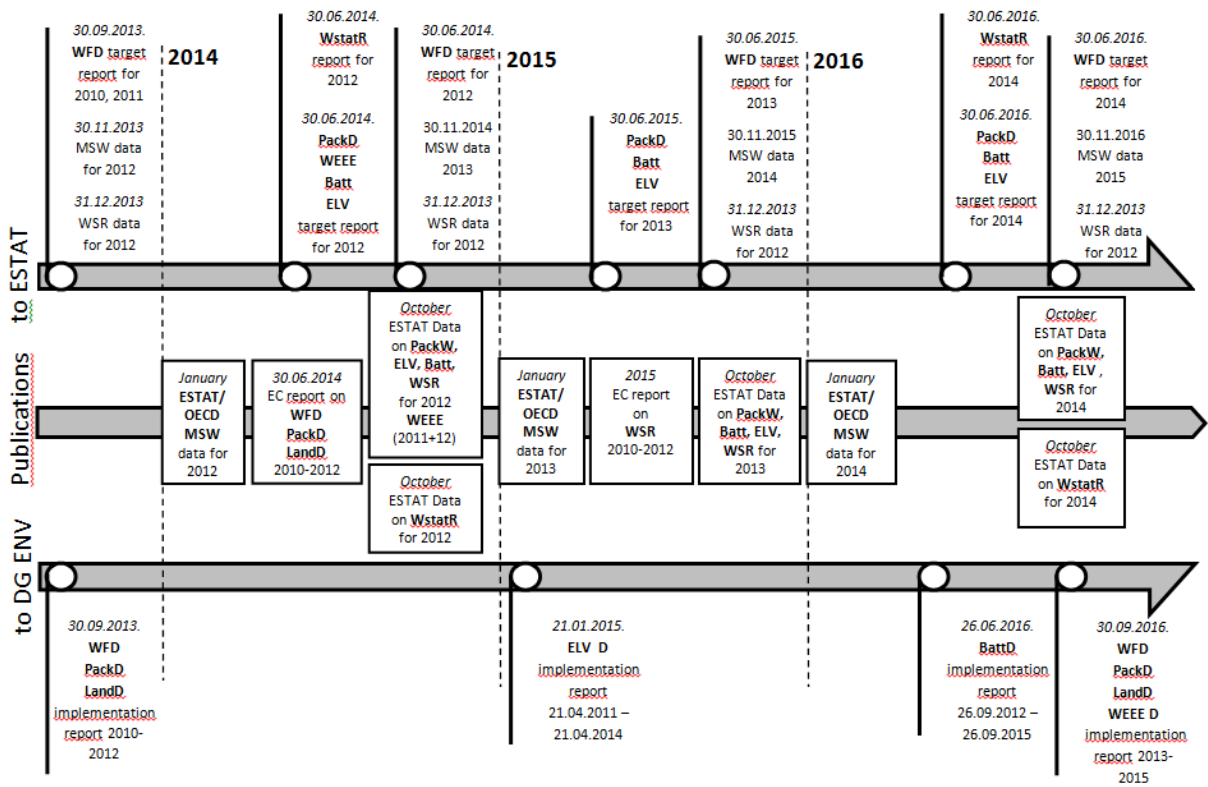 30.09.2013.
WFD target
report for
2010, 2011
30.11.2013
MSW data
for 2012
31.12.2013
WSR data
for 2012
2014
30.06.2014.
WstatR
report for
2012
30.06.2014.
PackD
WEEE
Batt
ELV
target report
for 2012
30.06.2014.
WFD target
report for
2012
30.11.2014
MSW data
2013
31.12.2013
WSR data
for 2012
2015
30.06.2015.
PackD
Batt
ELV
target report
for 2013
30.06.2015.
WFD target
report for
2013
30.11.2015
MSW data
2014
31.12.2013
WSR data
for 2012
2016
30.06.2016.
WstatR
report for
2014
30.06.2016.
PackD
Batt
ELV
target report
for 2014
30.06.2016.
WFD target
report for
2014
30.11.2016
MSW data
2015
31.12.2013
WSR data
for 2012
to ESTAT
Publications
January
ESTAT/
OECD
MSW
data for
2012
30.06.2014
EC report on
WFD
PackD
LandD
2010-2012
October
ESTAT Data
on PackW,
ELV, Batt,
WSR
for 2012
WEEE
(2011+12)
October
ESTAT Data
on WstatR
for 2012
January
ESTAT/
OECD
MSW
data for
2013
2015
EC report
on
WSR
2010-2012
October
ESTAT Data
on PackW,
Batt, ELV,
WSR for
2013
January
ESTAT/
OECD
MSW
data for
2014
October
ESTAT Data
on PackW,
Batt, ELV ,
WSR for
2014
October
ESTAT Data
on WstatR
for 2014
to DG ENV
30.09.2013.
WFD
PackD
LandD
implementation
report 2010-
2012
21.01.2015.
ELV D
implementation
report
21.04.2011 –
21.04.2014
26.06.2016.
BattD
implementation
report
26.09.2012 –
26.09.2015
30.09.2016.
WFD
PackD
LandD
WEEE D
implementation
report 2013-
2015